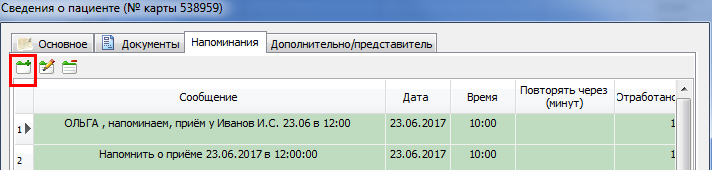 Сведения о пациенте (№ карты 538959)
Основное Документы Напоминания Дополнительно/представитель
Сообщение Дата Время Повторять через (минут) Отработано
1 ОЛЬГА , напоминаем, приём у Иванов И.С. 23.06 в 12:00 23.06.2017 10:00 1
2 Напомнить о приёме 23.06.2017 в 12:00:00 23.06.2017 10:00 1